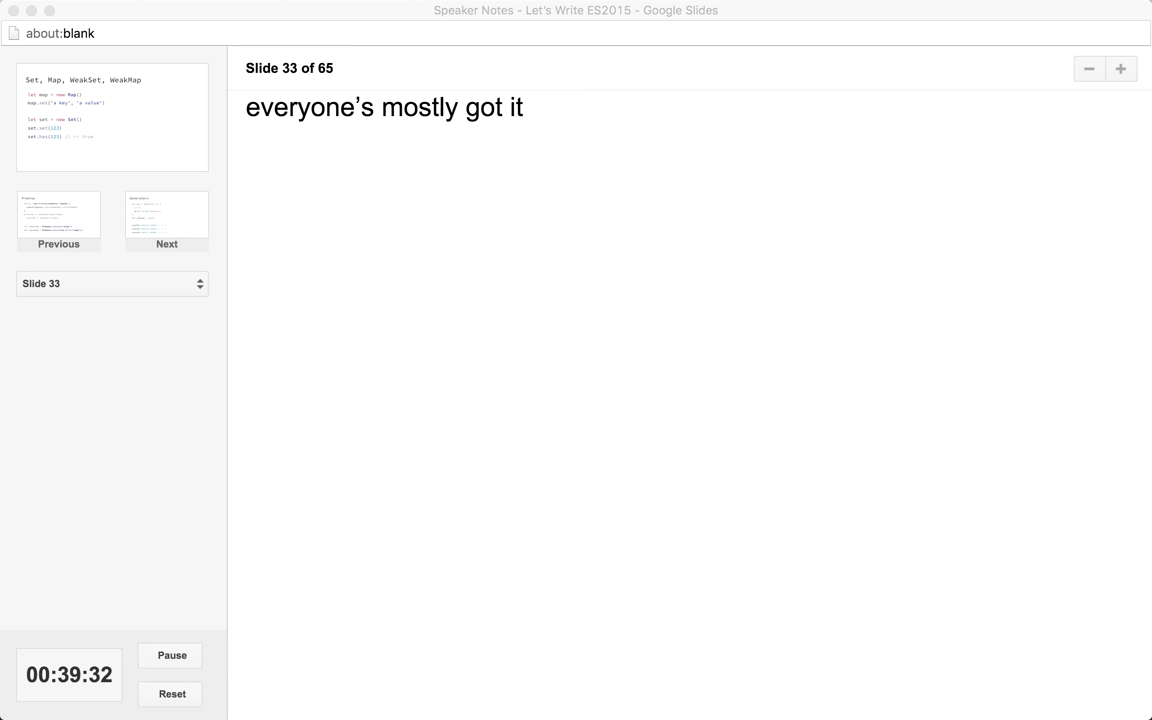 Speaker Notes - Let's Write ES2015 - Google Slides
about:blank
Set, Map, WeakSet, WeakMap
let map = new Map()
map.set('a key', 'a value')
let set = new Set()
set.set(123)
set.has(123) // => true
Slide 33 of 65
− +
everyone’s mostly got it
Promise
Generators
Previous
Next
Slide 33
00:39:32
Pause
Reset